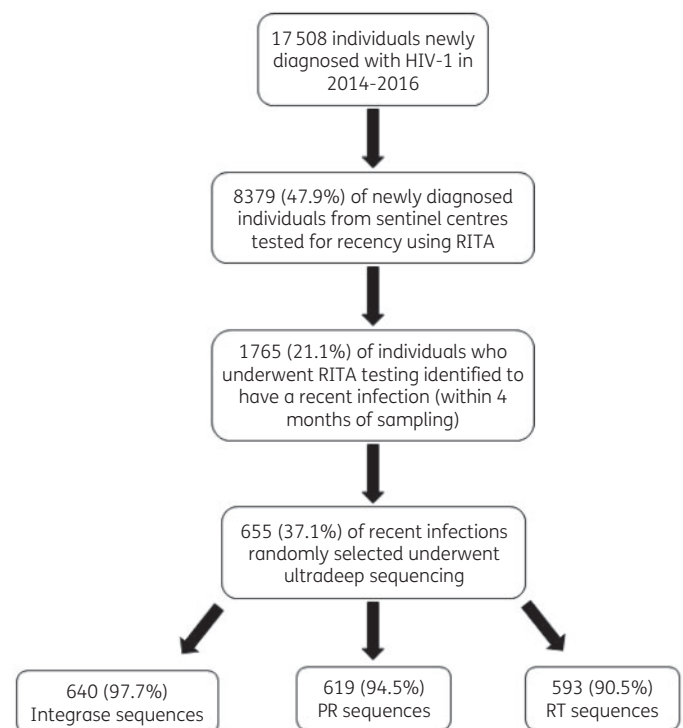 17 508 individuals newly
diagnosed with HIV-1 in
2014-2016
8379 (47.9%) of newly diagnosed
individuals from sentinel centres
tested for recency using RITA
1765 (21.1%) of individuals who
underwent RITA testing identified to
have a recent infection (within 4
months of sampling)
655 (37.1%) of recent infections
randomly selected underwent
ultradeep sequencing
640 (97.7%)
Integrase sequences
619 (94.5%)
PR sequences
593 (90.5%)
RT sequences